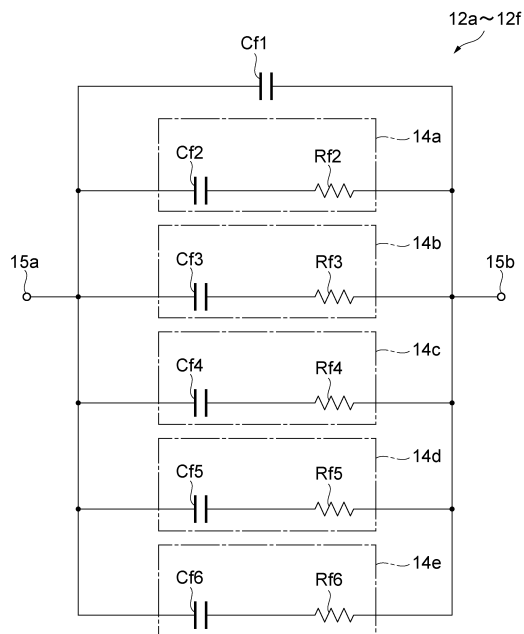 12a～12f
Cf1
14a
Cf2 Rf2
14b
15a Cf3 Rf3 15b
14c
Cf4 Rf4
14d
Cf5 Rf5
14e
Cf6 Rf6